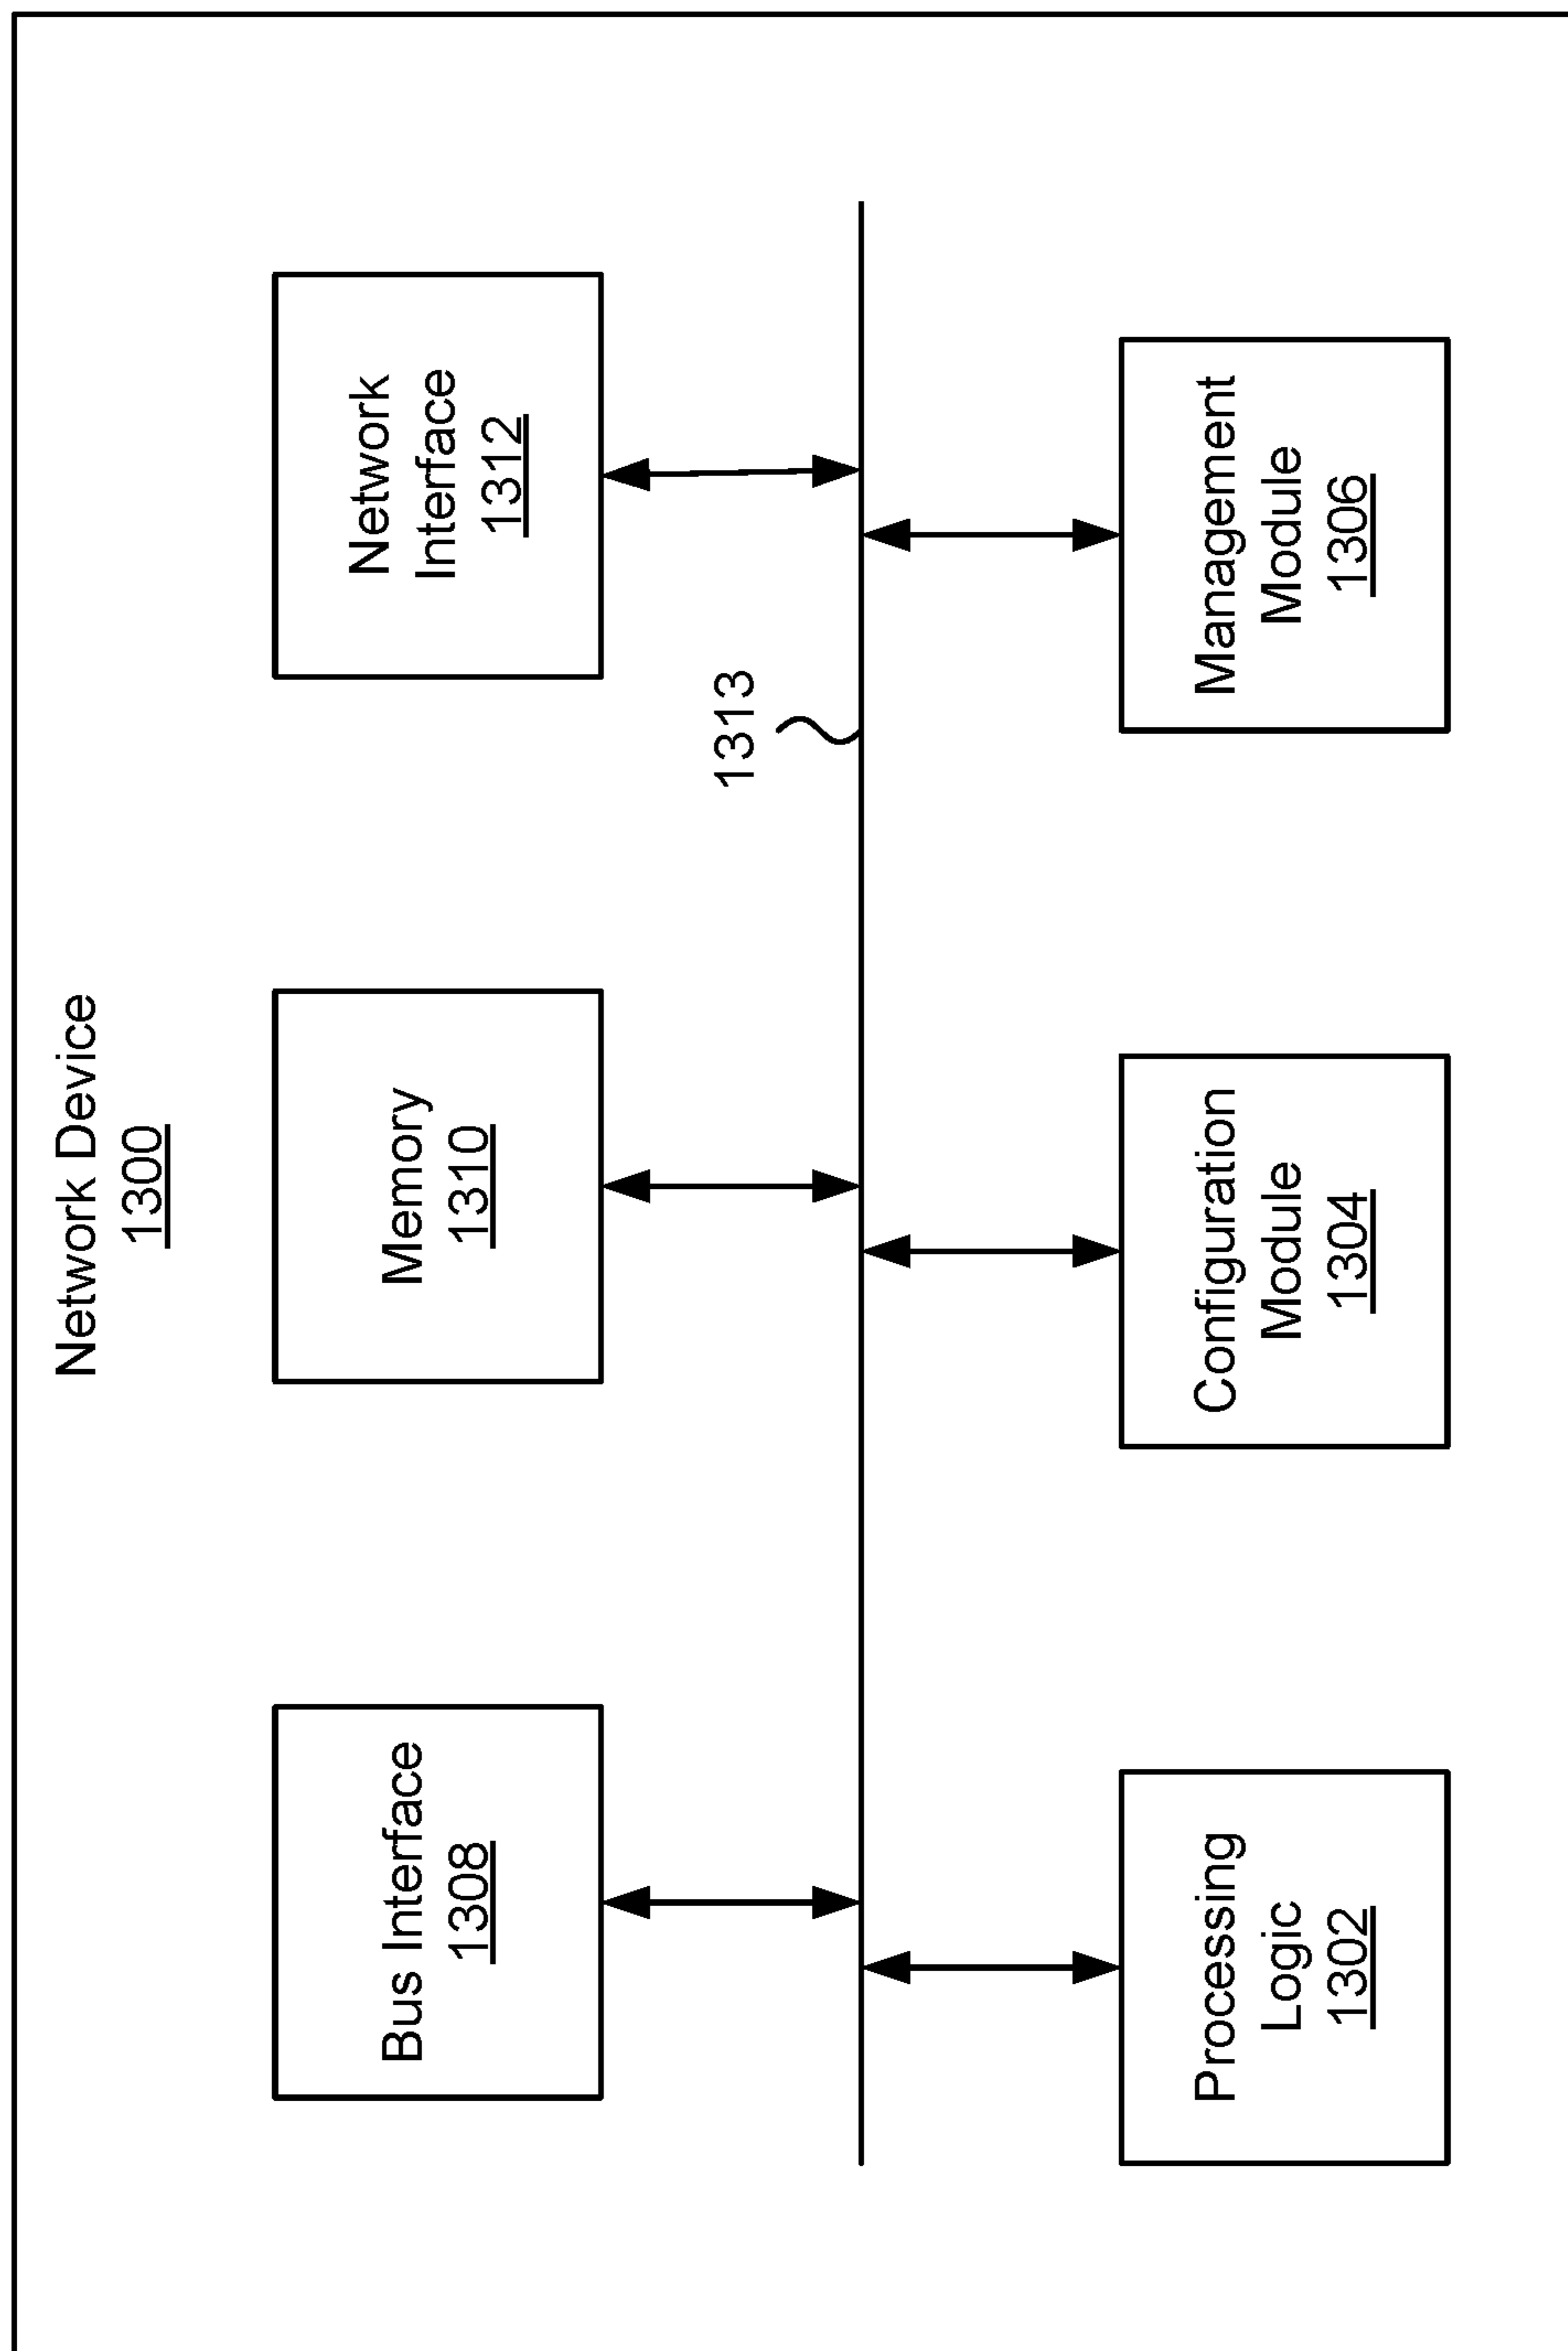 Network Device
1300
Bus Interface
1308
Memory
1310
Network
Interface
1312
1313
Processing
Logic
1302
Configuration
Module
1304
Management
Module
1306